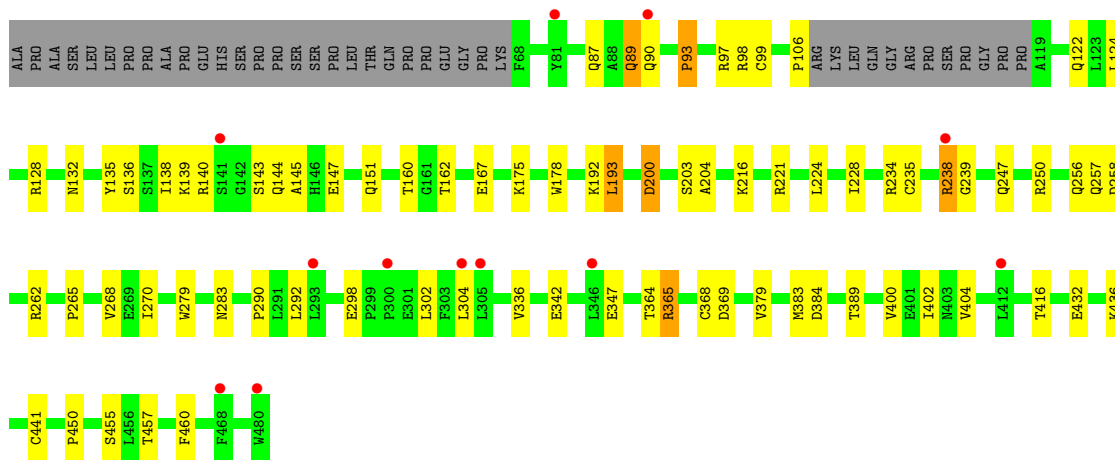 ALA PRO ALA SER LEU LEU PRO PRO ALA PRO GLU HIS SER PRO PRO SER SER PRO LEU THR GLN PRO PRO GLU GLY PRO LYS F68 Y81 Q87 A88 Q89 Q90 P93 R97 R98 C99 P106 ARG LYS LEU GLN GLY ARG PRO SER PRO GLY PRO PRO A119 Q122 L123 L124
R128 N132 Y135 S136 S137 I138 K139 R140 S141 G142 S143 Q144 A145 H146 E147 Q151 T160 G161 T162 E167 K175 W178 K192 L193 D200 S203 A204 K216 R221 L224 I228 R234 C235 R238 G239 Q247 R250 Q256 Q257
R262 P265 V268 E269 I270 W279 N283 P290 L291 L292 L293 E298 P299 P300 E301 L302 F303 L304 L305 V336 E342 L346 E347 T364 R365 C368 D369 V379 M383 D384 T389 V400 E401 I402 N403 V404 L412 T416 E432 K436
C441 P450 S455 L456 T457 F460 F468 W480